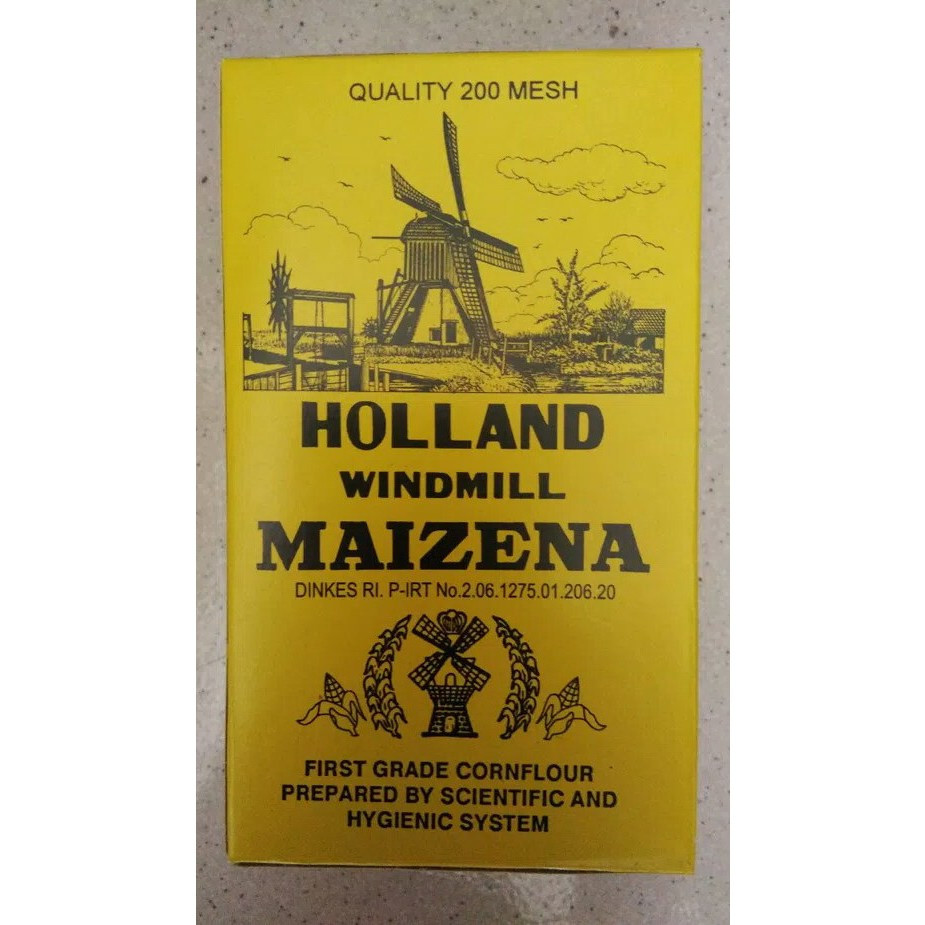 QUALITY 200 MESH
HOLLAND
WINDMILL
MAIZENA
DINKES RI. P-IRT No.2.06.1275.01.206.20
FIRST GRADE CORNFLOUR
PREPARED BY SCIENTIFIC AND
HYGIENIC SYSTEM